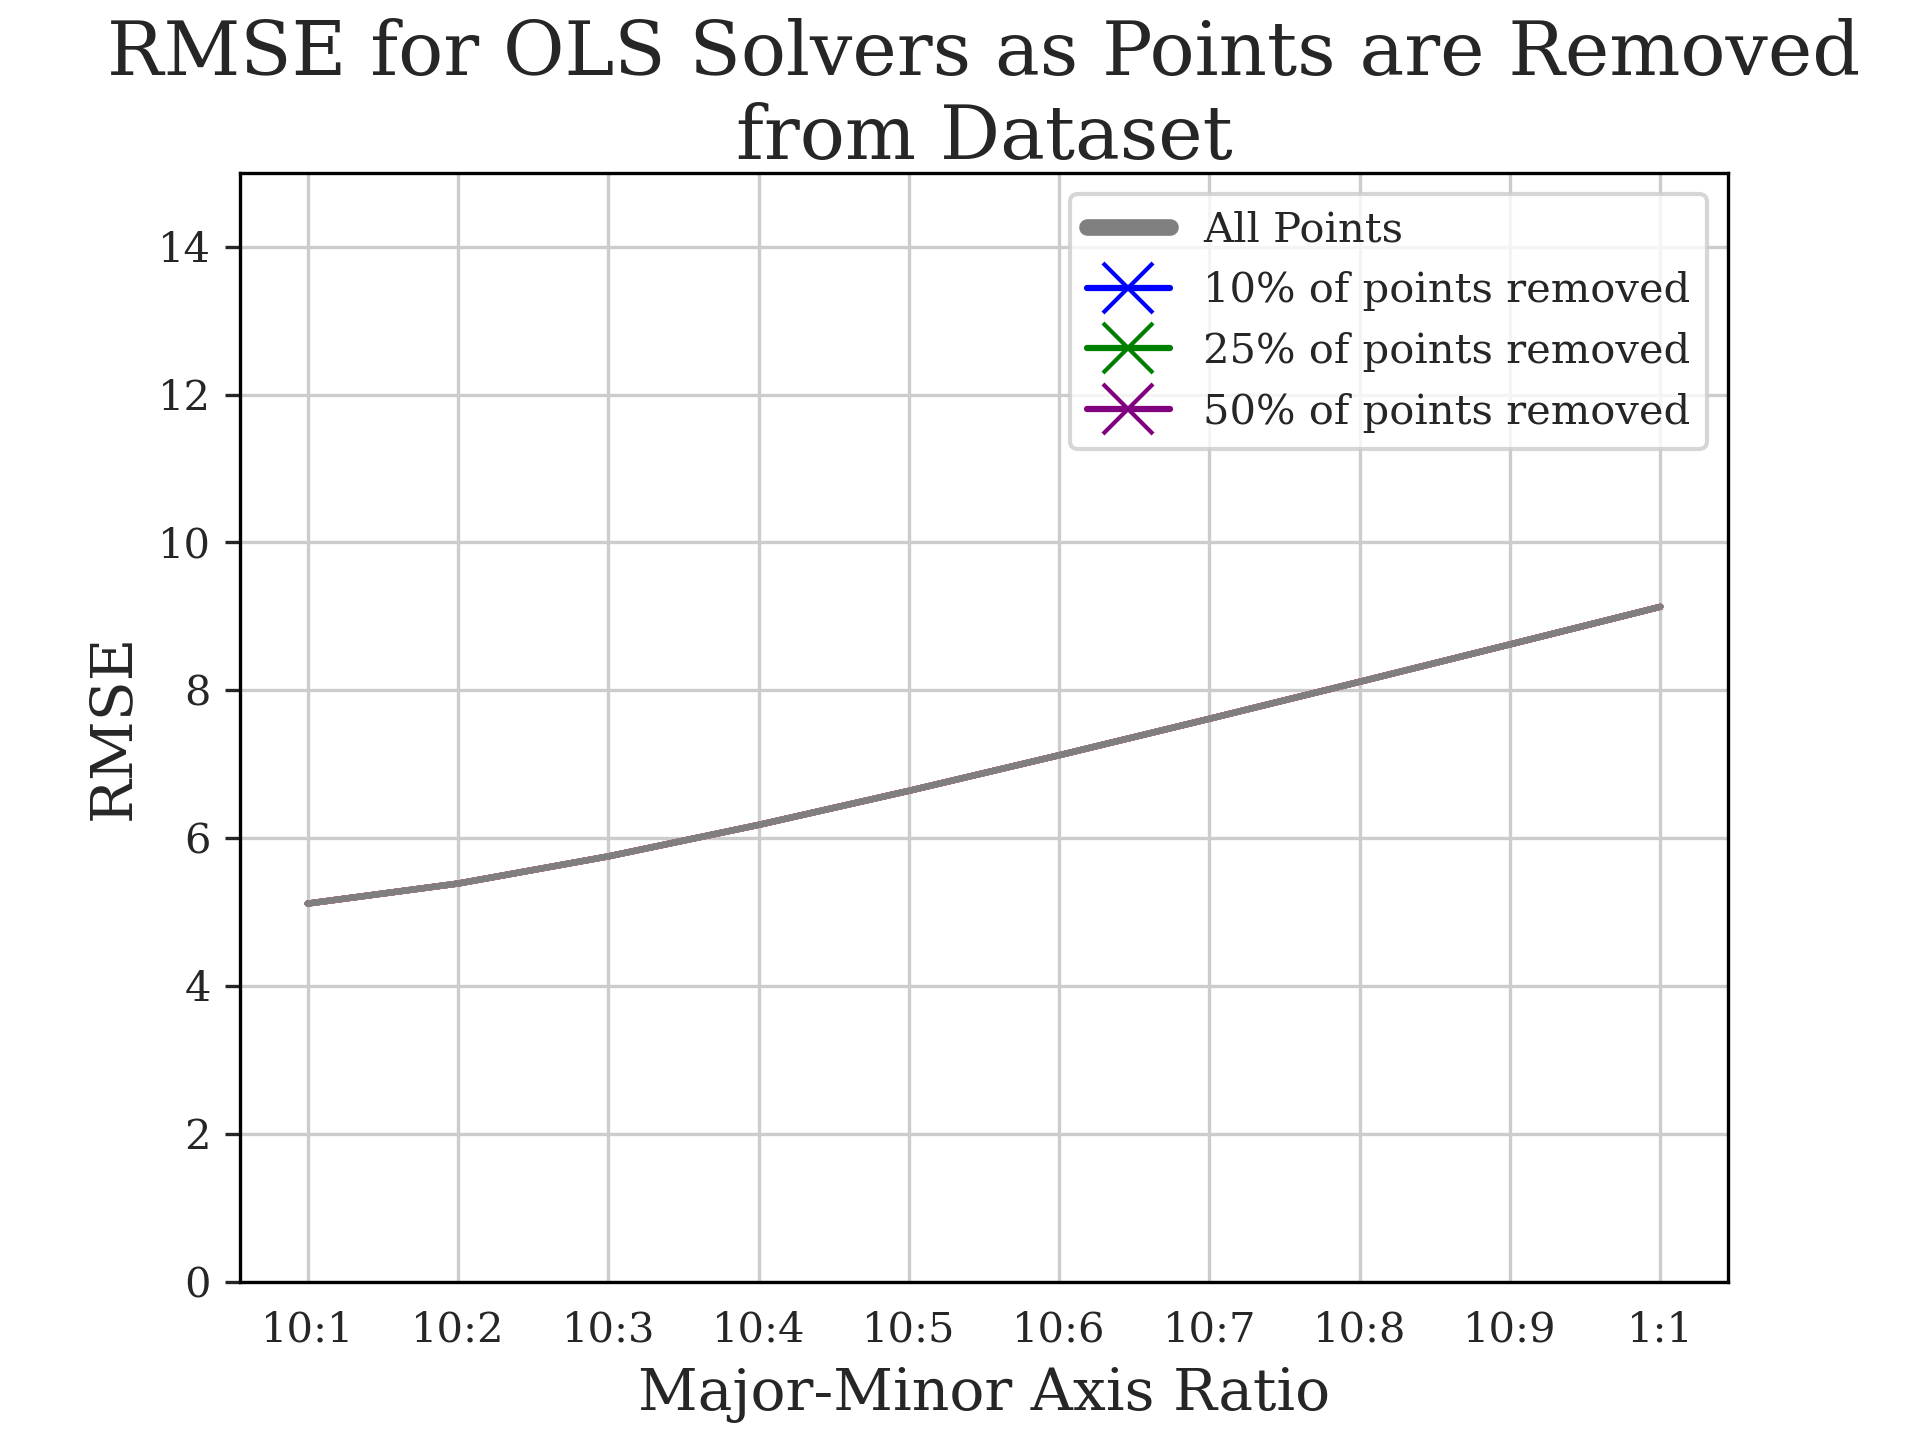 RMSE for OLS Solvers as Points are Removed
from Dataset
All Points
10% of points removed
25% of points removed
50% of points removed
14
12
10
8
6
4
2
0
RMSE
10:1 10:2 10:3 10:4 10:5 10:6 10:7 10:8 10:9 1:1
Major-Minor Axis Ratio